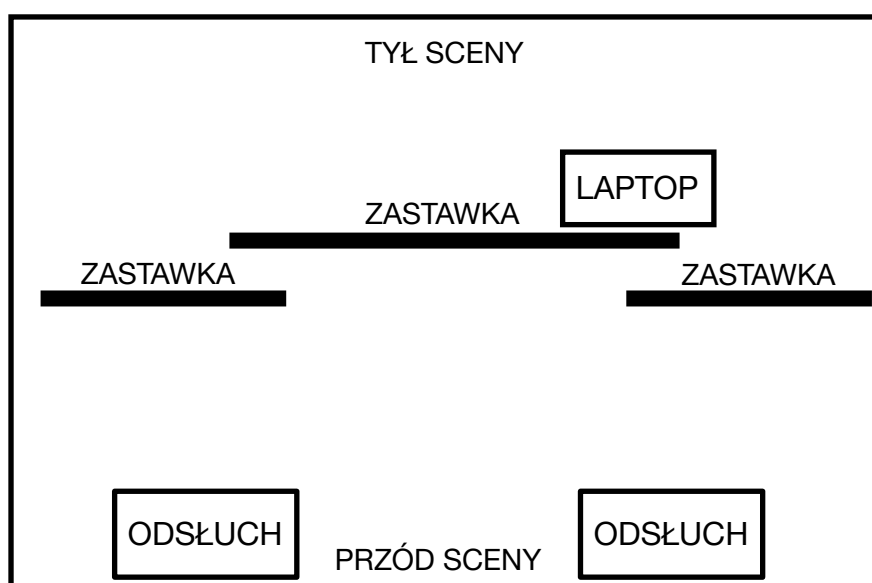 TYŁ SCENY
LAPTOP
ZASTAWKA
ZASTAWKA
ZASTAWKA
ODSŁUCH
ODSŁUCH
PRZÓD SCENY